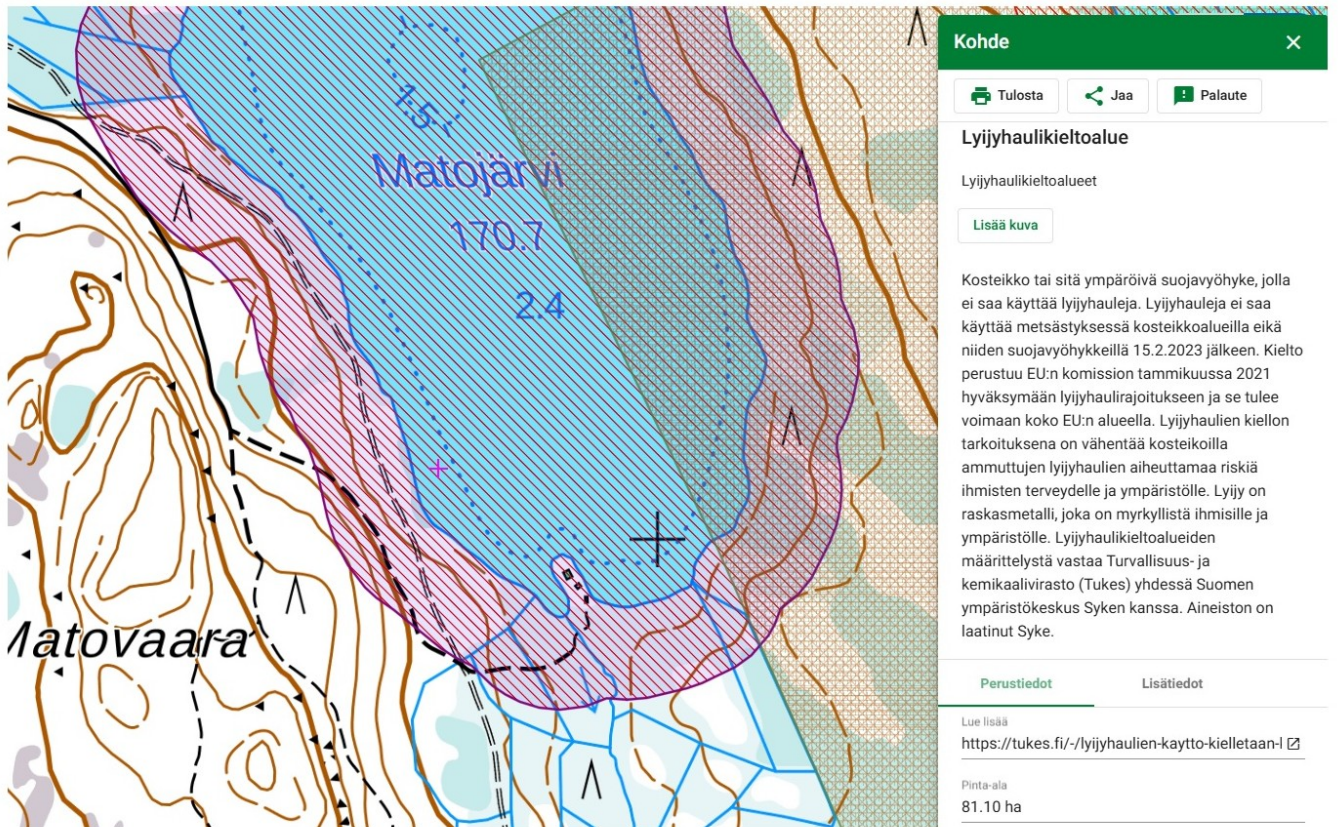 1.5
Matojärvi
170.7
2.4
Matovaara
Kohde
Tulosta
Jaa
Palaute
Lyijyhaulikieltoalue
Lyijyhaulikieltoalueet
Lisää kuva
Kosteikko tai sitä ympäröivä suojavyöhyke, jolla
ei saa käyttää lyijyhauleja. Lyijyhauleja ei saa
käyttää metsästyksessä kosteikkoalueilla eikä
niiden suojavyöhykkeillä 15.2.2023 jälkeen. Kielto
perustuu EU:n komission tammikuussa 2021
hyväksymään lyijyhaulirajoitukseen ja se tulee
voimaan koko EU:n alueella. Lyijyhaulien kiellon
tarkoituksena on vähentää kosteikoilla
ammuttujen lyijyhaulien aiheuttamaa riskiä
ihmisten terveydelle ja ympäristölle. Lyijy on
raskasmetalli, joka on myrkyllistä ihmisille ja
ympäristölle. Lyijyhaulikieltoalueiden
määrittelystä vastaa Turvallisuus- ja
kemikaalivirasto (Tukes) yhdessä Suomen
ympäristökeskus Syken kanssa. Aineiston on
laatinut Syke.
Perustiedot Lisätiedot
Lue lisää
https://tukes.fi/-/lyijyhaulien-kaytto-kielletaan-l
Pinta-ala
81.10 ha